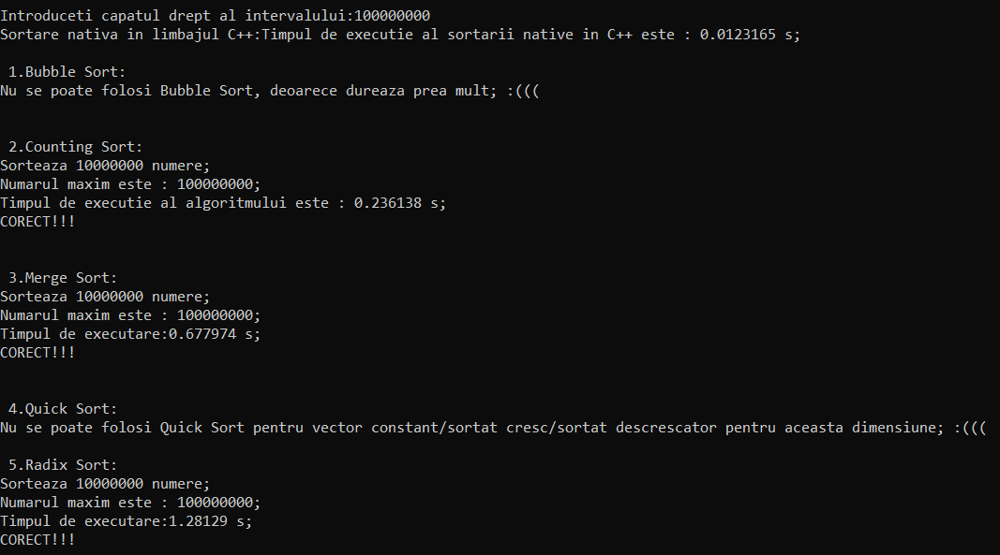 Introduceti capatul drept al intervalului:100000000
Sortare nativa in limbajul C++:Timpul de executie al sortarii native in C++ este : 0.0123165 s;
1.Bubble Sort:
Nu se poate folosi Bubble Sort, deoarece dureaza prea mult; :(((
2.Counting Sort:
Sorteaza 10000000 numere;
Numarul maxim este : 100000000;
Timpul de executie al algoritmului este : 0.236138 s;
CORECT!!!
3.Merge Sort:
Sorteaza 10000000 numere;
Numarul maxim este : 100000000;
Timpul de executare:0.677974 s;
CORECT!!!
4.Quick Sort:
Nu se poate folosi Quick Sort pentru vector constant/sortat cresc/sortat descrescator pentru aceasta dimensiune; :(((
5.Radix Sort:
Sorteaza 10000000 numere;
Numarul maxim este : 100000000;
Timpul de executare:1.28129 s;
CORECT!!!